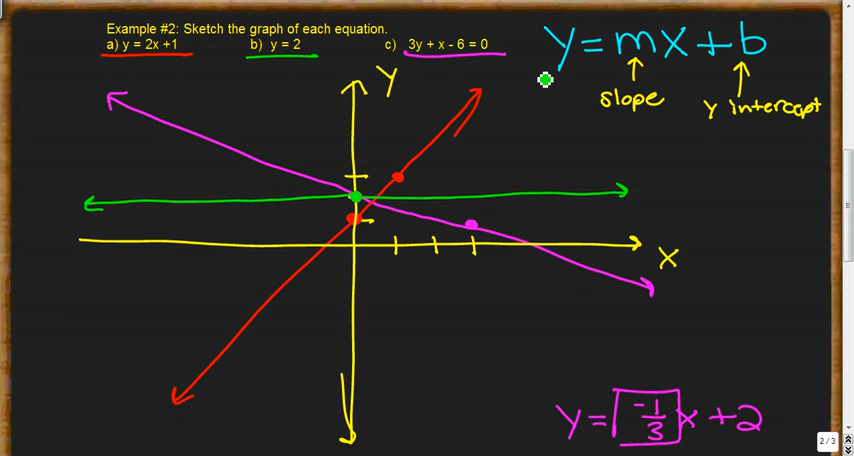 Example #2: Sketch the graph of each equation.
a) y = 2x +1 b) y = 2 c) 3y + x - 6 = 0
y = mx + b
slope
Y intercept
Y
X
y = -1/3 x + 2
2 / 3